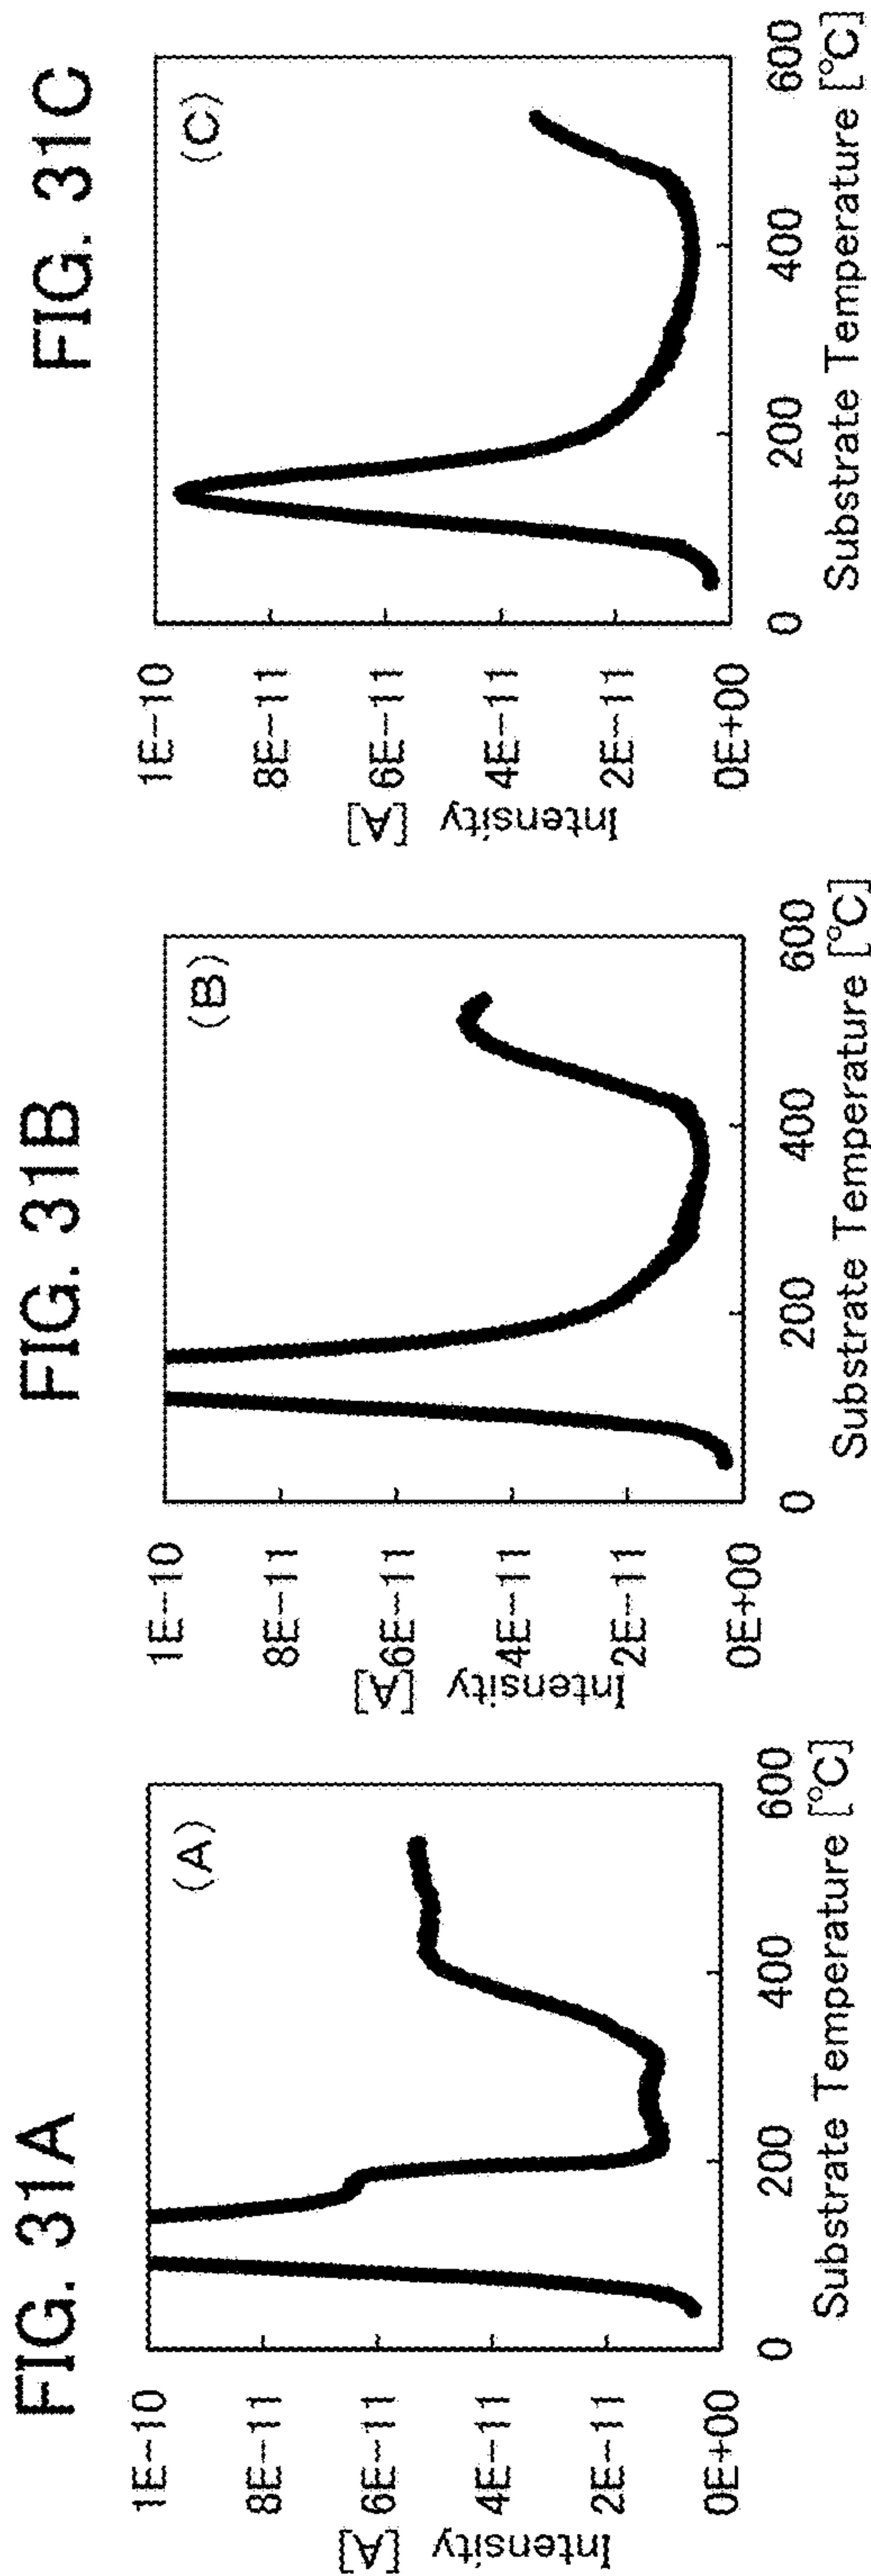 FIG. 31A
(A)
Intensity [A]
1E-10
8E-11
6E-11
4E-11
2E-11
0E+00
0 200 400 600
Substrate Temperature [°C]
FIG. 31B
(B)
Intensity [A]
1E-10
8E-11
6E-11
4E-11
2E-11
0E+00
0 200 400 600
Substrate Temperature [°C]
FIG. 31C
(C)
Intensity [A]
1E-10
8E-11
6E-11
4E-11
2E-11
0E+00
0 200 400 600
Substrate Temperature [°C]